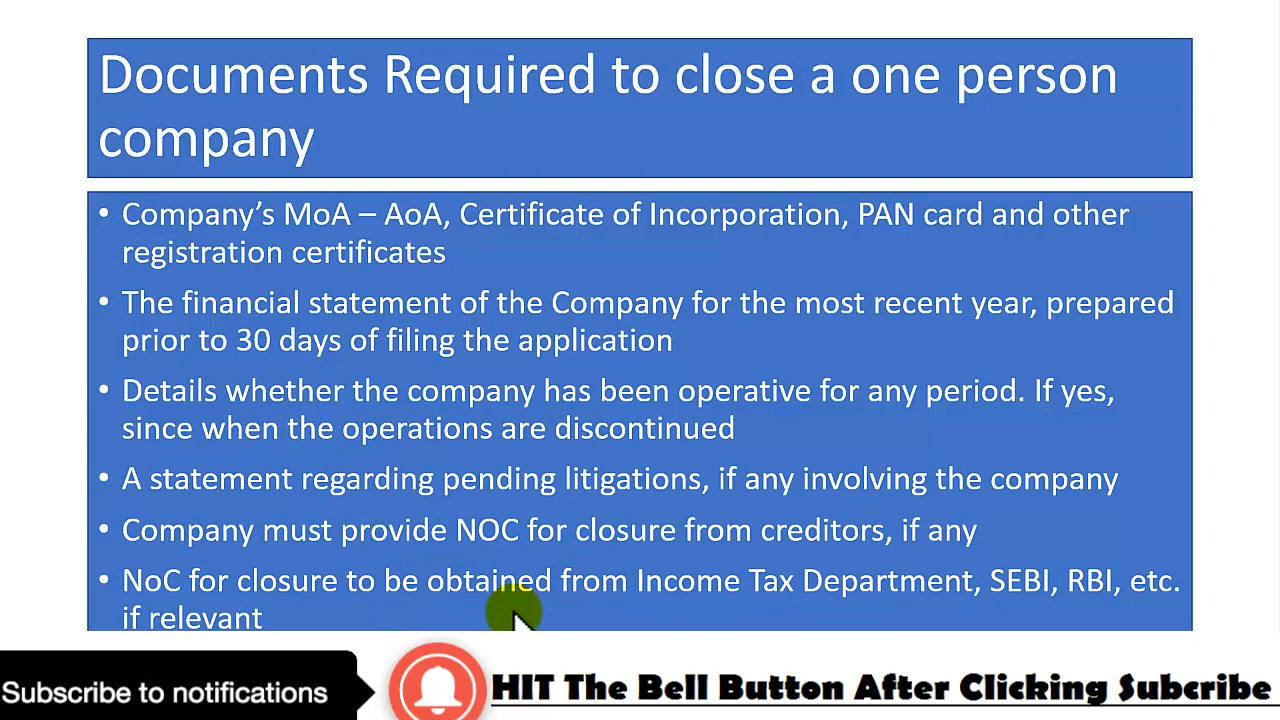 Documents Required to close a one person
company
• Company’s MoA – AoA, Certificate of Incorporation, PAN card and other
registration certificates
• The financial statement of the Company for the most recent year, prepared
prior to 30 days of filing the application
• Details whether the company has been operative for any period. If yes,
since when the operations are discontinued
• A statement regarding pending litigations, if any involving the company
• Company must provide NOC for closure from creditors, if any
• NoC for closure to be obtained from Income Tax Department, SEBI, RBI, etc.
if relevant
Subscribe to notifications
HIT The Bell Button After Clicking Subcribe